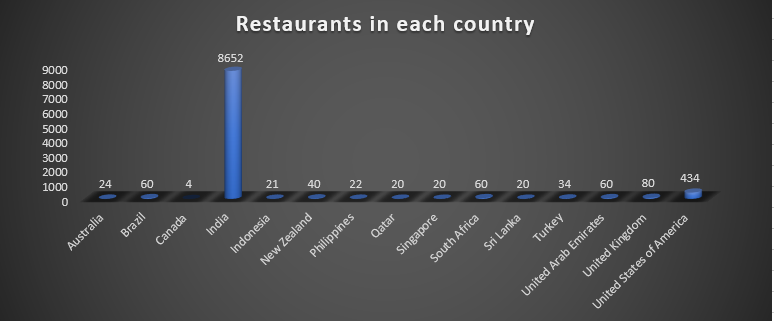 Restaurants in each country
9000
8000
7000
6000
5000
4000
3000
2000
1000
0
24
60
4
8652
21
40
22
20
20
60
20
34
60
80
434
Australia
Brazil
Canada
India
Indonesia
New Zealand
Philippines
Qatar
Singapore
South Africa
Sri Lanka
Turkey
United Arab Emirates
United Kingdom
United States of America